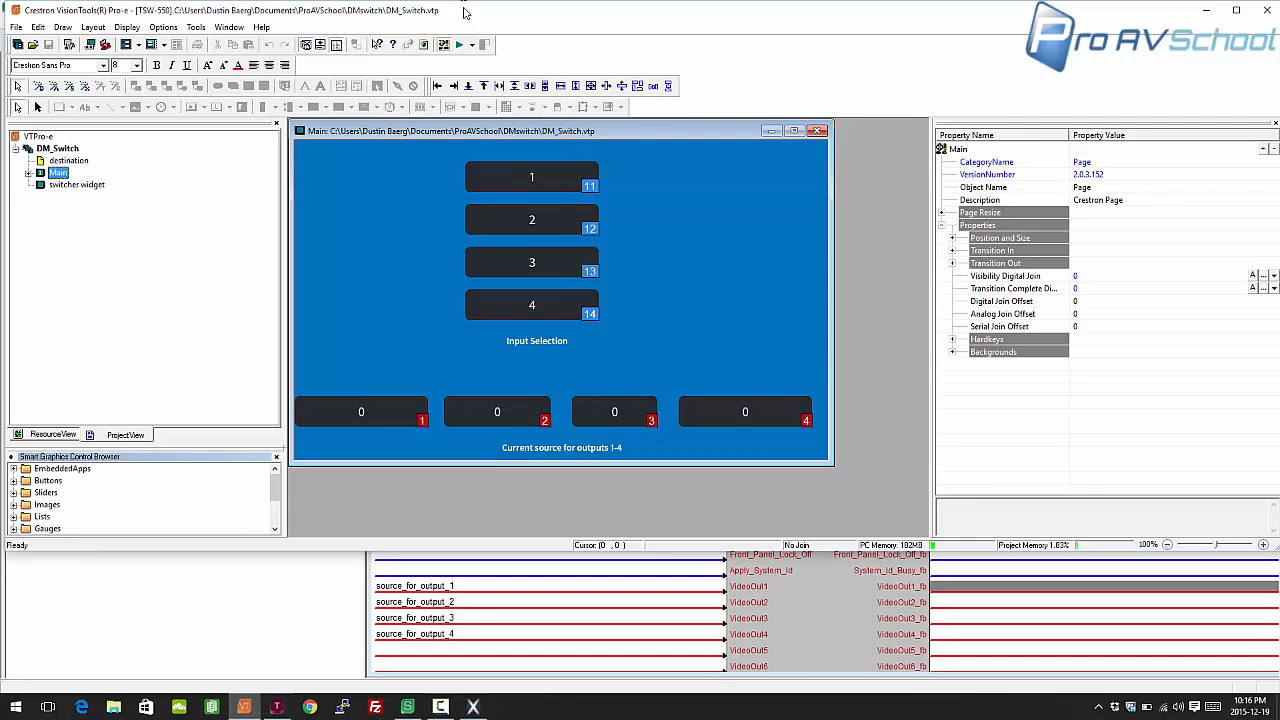 Crestron VisionTools(R) Pro-e - [TSW-550] C:\Users\Dustin Baerg\Documents\ProAVSchool\DMswitch\DM_Switch.vtp
Pro AVSchool
File Edit Draw Layout Display Options Tools Window Help
Crestron Sans Pro 8 B I U
VTPro-e
DM_Switch
destination
Main
switcher widget
ResourceView ProjectView
Smart Graphics Control Browser
EmbeddedApps
Buttons
Sliders
Images
Lists
Gauges
Main: C:\Users\Dustin Baerg\Documents\ProAVSchool\DMswitch\DM_Switch.vtp
1 11
2 12
3 13
4 14
Input Selection
0 1 0 2 0 3 0 4
Current source for outputs 1-4
Property Name Property Value
Main
CategoryName Page
VersionNumber 2.0.3.152
Object Name Page
Description Crestron Page
Page Resize
Properties
Position and Size
Transition In
Transition Out
Visibility Digital Join 0
Transition Complete Di... 0
Digital Join Offset 0
Analog Join Offset 0
Serial Join Offset 0
Hardkeys
Backgrounds
Ready Cursor: (0 , 0 ) No Join PC Memory: 182MB Project Memory: 1.83% 100%
Front_Panel_Lock_Off Front_Panel_Lock_Off_fb
Apply_System_Id System_Id_Busy_fb
source_for_output_1 VideoOut1 VideoOut1_fb
source_for_output_2 VideoOut2 VideoOut2_fb
source_for_output_3 VideoOut3 VideoOut3_fb
source_for_output_4 VideoOut4 VideoOut4_fb
VideoOut5 VideoOut5_fb
VideoOut6 VideoOut6_fb
10:16 PM
2015-12-19